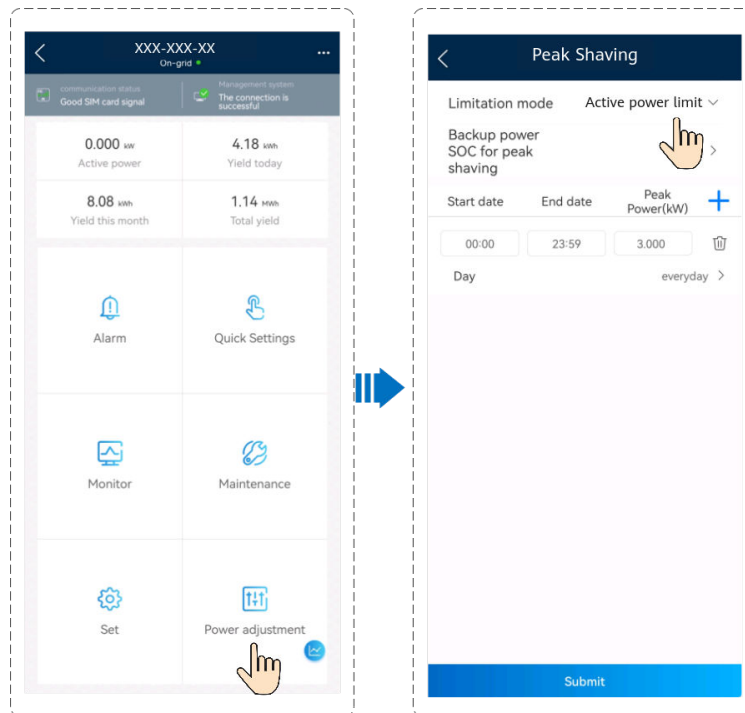 XXX-XXX-XX
On-grid
communication status
Good SIM card signal
Management system
The connection is
successful
0.000 kW
Active power
4.18 kWh
Yield today
8.08 kWh
Yield this month
1.14 MWh
Total yield
Alarm
Quick Settings
Monitor
Maintenance
Set
Power adjustment
Peak Shaving
Limitation mode
Active power limit
Backup power
SOC for peak
shaving
Start date
End date
Peak
Power(kW)
00:00
23:59
3.000
Day
everyday
Submit